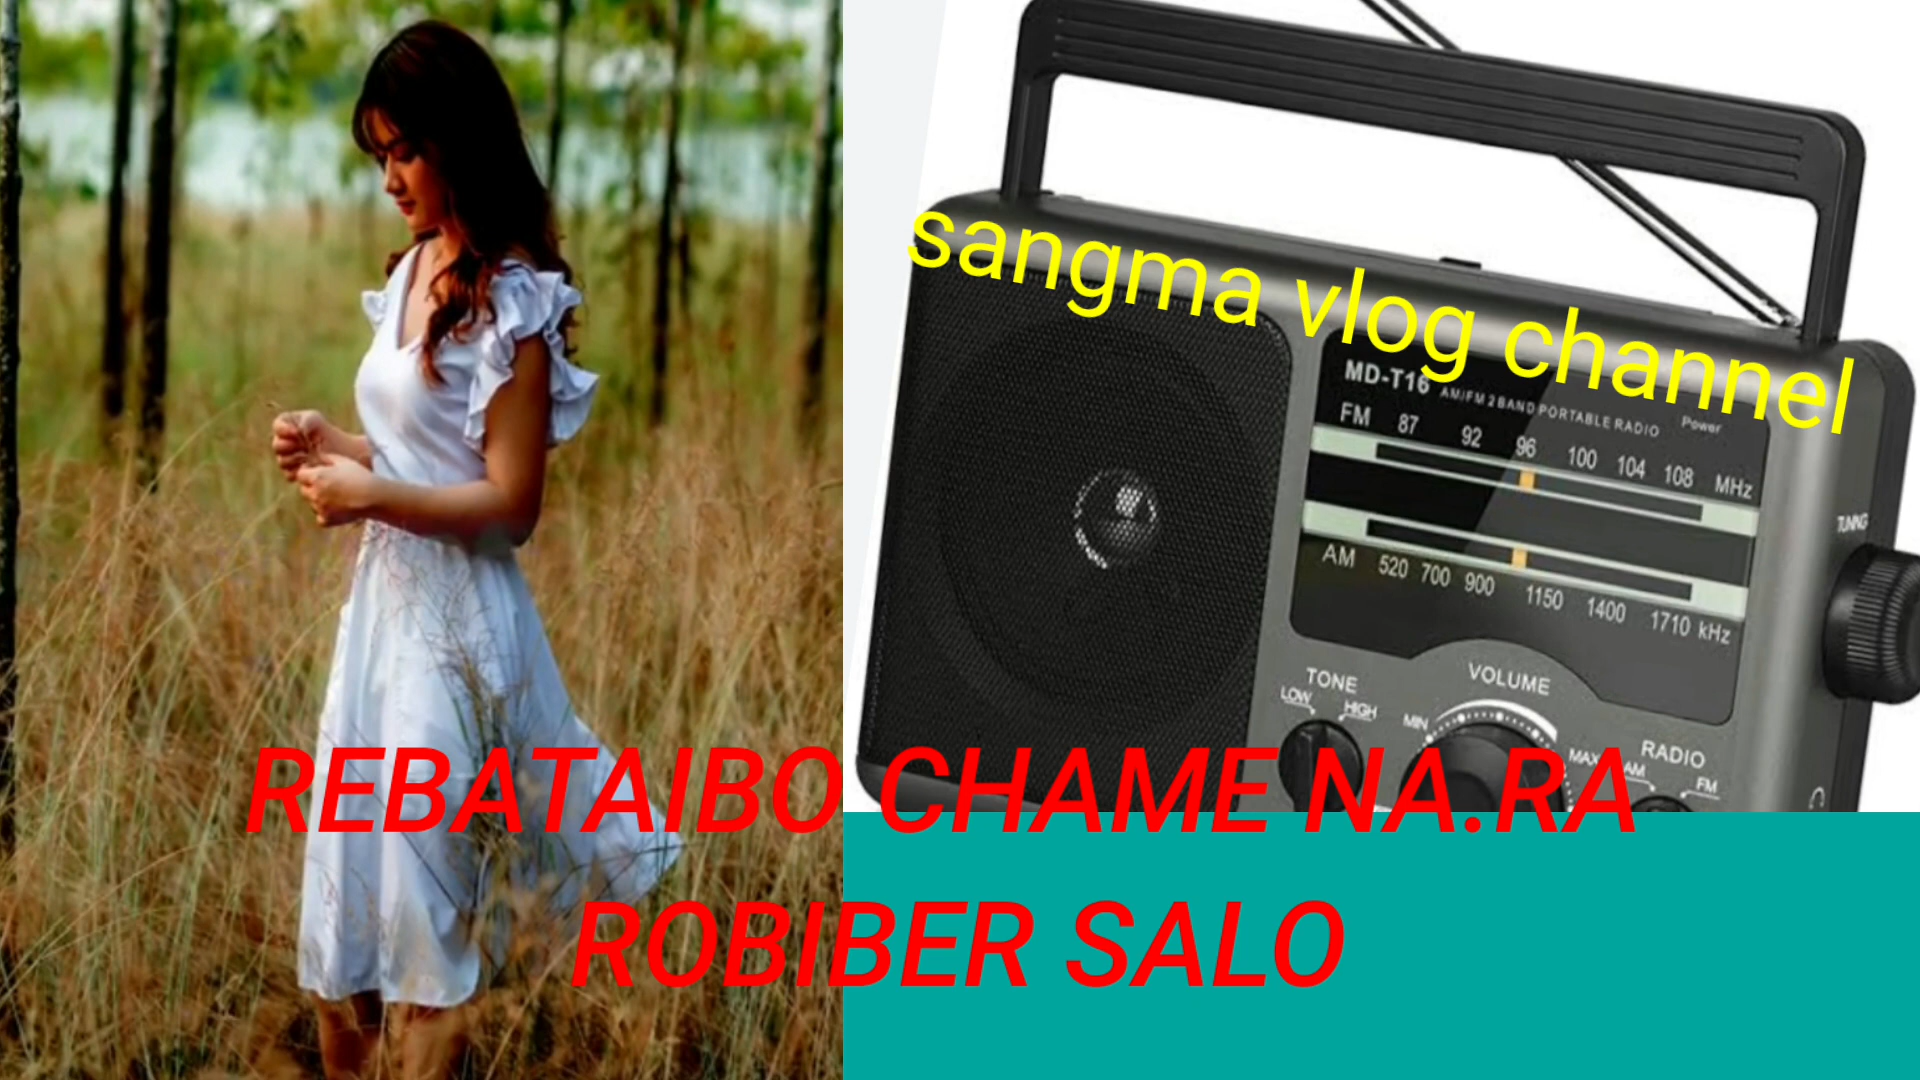 sangma vlog channel
MD-T16 AM/FM 2 BAND PORTABLE RADIO
Power
FM 87 92 96 100 104 108 MHz
TUNING
AM 520 700 900 1150 1400 1710 kHz
TONE
LOW HIGH
VOLUME
MIN MAX
RADIO
AM FM
REBATAIBO CHAME NA.RA
ROBIBER SALO